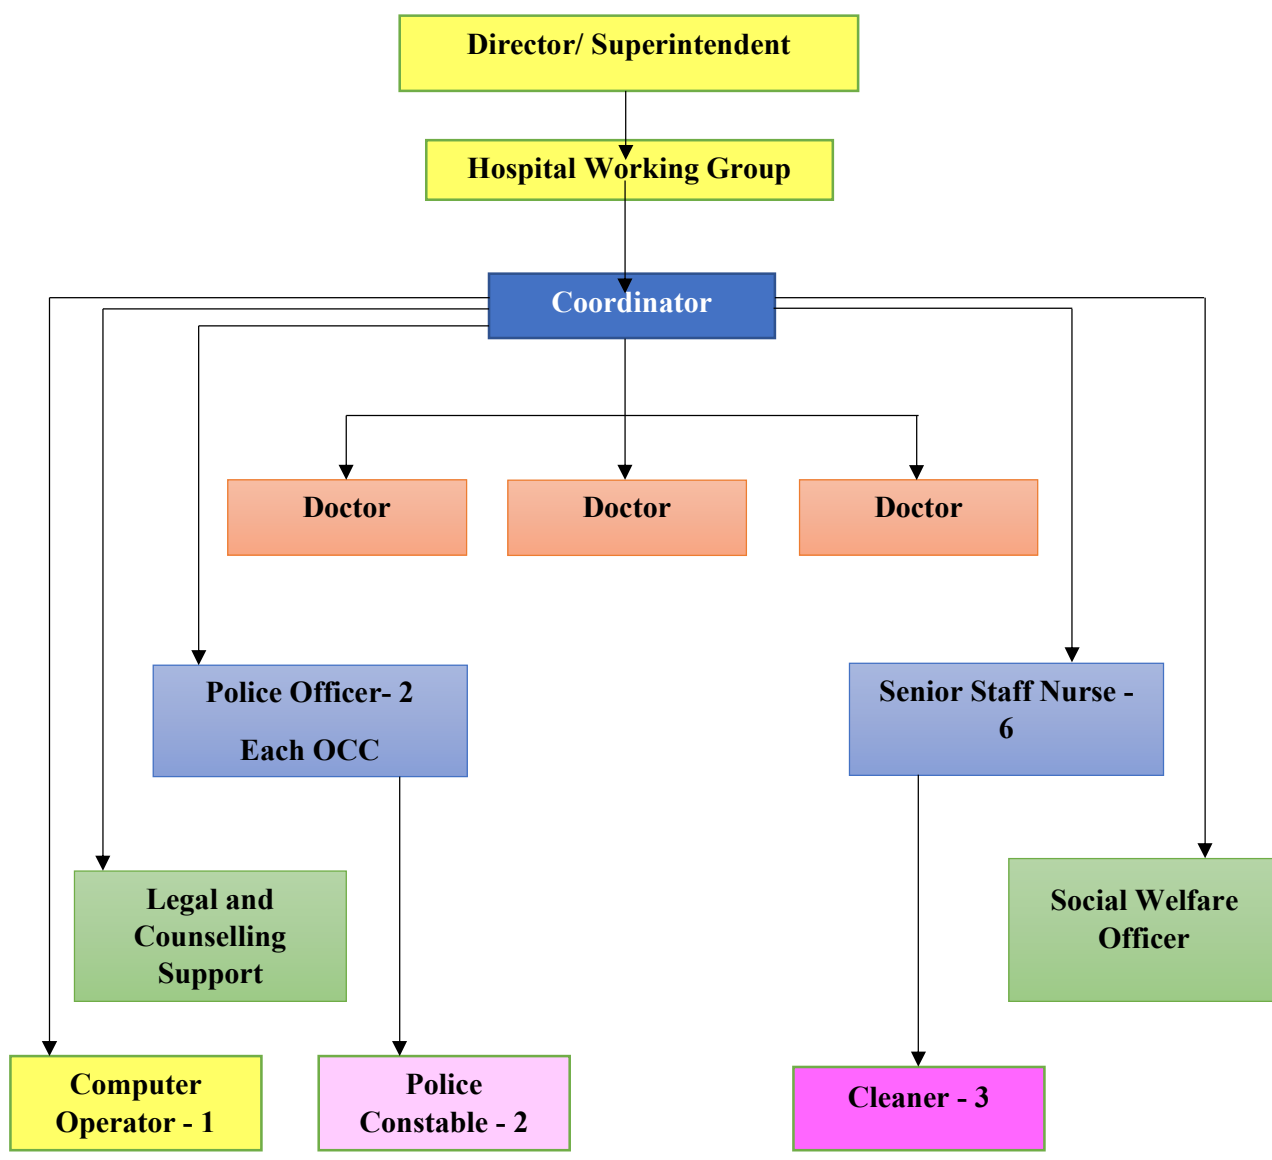 Director/ Superintendent
Hospital Working Group
Coordinator
Doctor
Doctor
Doctor
Police Officer- 2
Each OCC
Senior Staff Nurse -
6
Legal and
Counselling
Support
Social Welfare
Officer
Computer
Operator - 1
Police
Constable - 2
Cleaner - 3